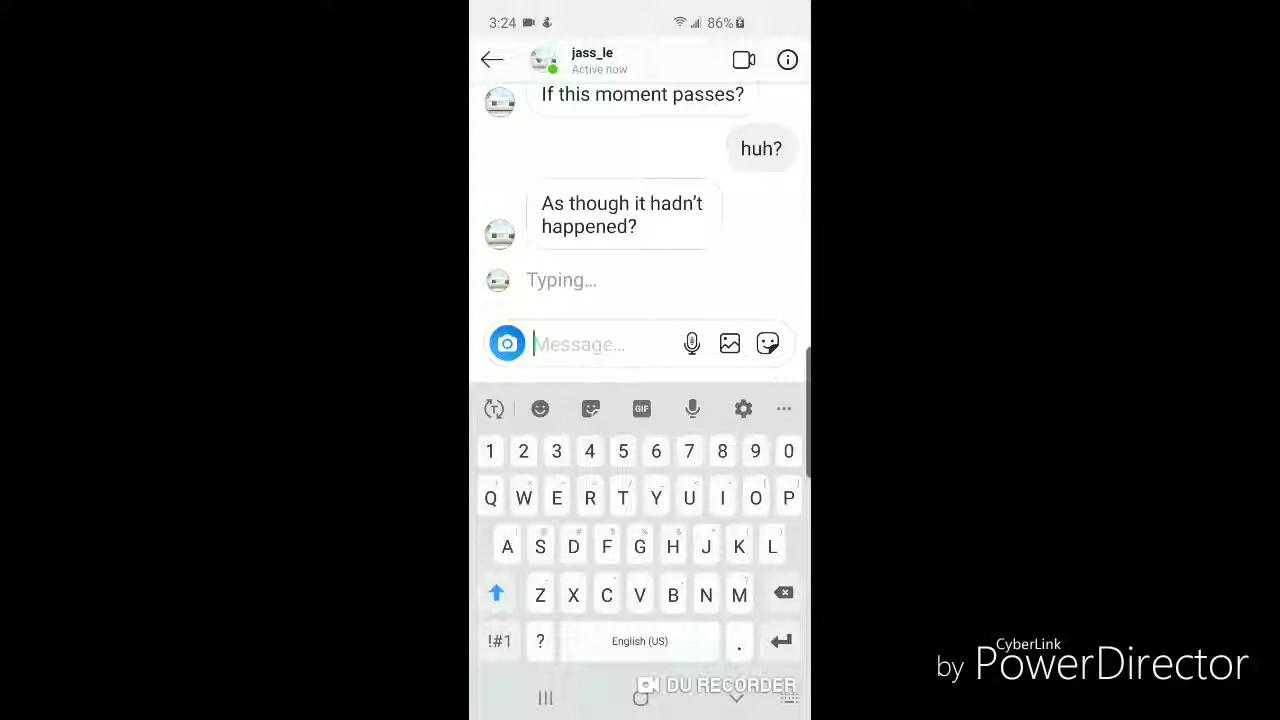 3:24
86%
jass_le
Active now
If this moment passes?
huh?
As though it hadn't
happened?
Typing...
Message...
GIF
1 2 3 4 5 6 7 8 9 0
Q W E R T Y U I O P
A S D F G H J K L
Z X C V B N M
!#1 ? English (US) .
DU RECORDER
CyberLink
by PowerDirector